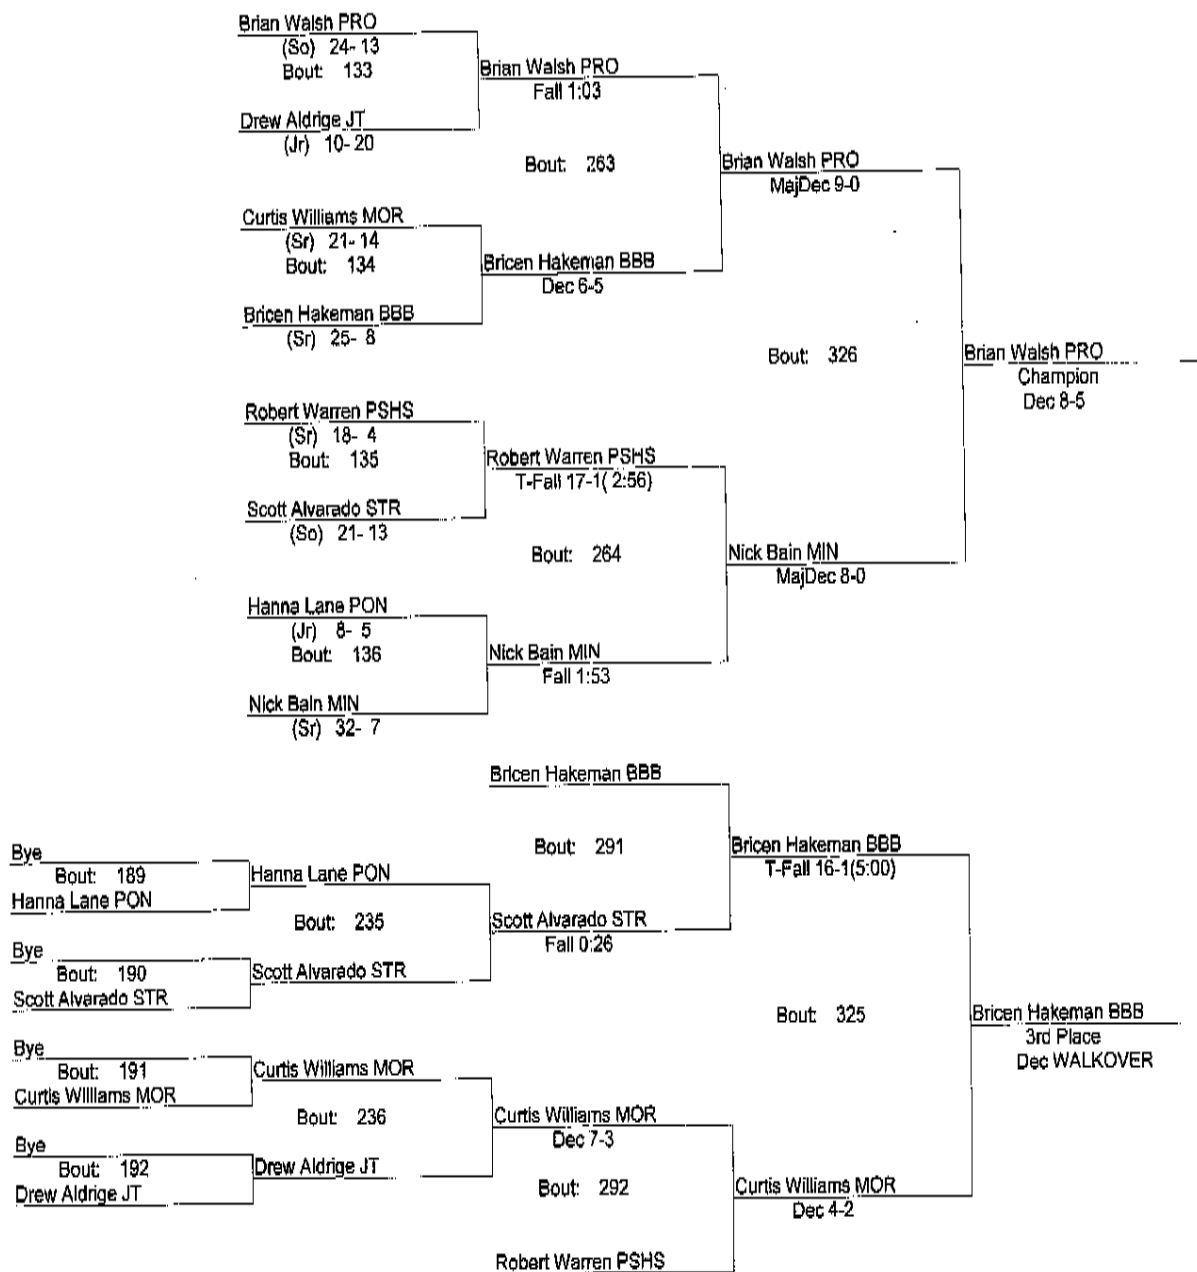 Brian Walsh PRO
(So) 24- 13
Bout: 133
Brian Walsh PRO
Fall 1:03
Drew Aldrige JT
(Jr) 10- 20
Bout: 263
Brian Walsh PRO
MajDec 9-0
Curtis Williams MOR
(Sr) 21- 14
Bout: 134
Bricen Hakeman BBB
Dec 6-5
Bricen Hakeman BBB
(Sr) 25- 8
Bout: 326
Brian Walsh PRO
Champion
Dec 8-5
Robert Warren PSHS
(Sr) 18- 4
Bout: 135
Robert Warren PSHS
T-Fall 17-1( 2:56)
Scott Alvarado STR
(So) 21- 13
Bout: 264
Nick Bain MIN
MajDec 8-0
Hanna Lane PON
(Jr) 8- 5
Bout: 136
Nick Bain MIN
Fall 1:53
Nick Bain MIN
(Sr) 32- 7
Bricen Hakeman BBB
Bout: 291
Bricen Hakeman BBB
T-Fall 16-1(5:00)
Bye
Bout: 189
Hanna Lane PON
Hanna Lane PON
Bout: 235
Scott Alvarado STR
Fall 0:26
Bye
Bout: 190
Scott Alvarado STR
Scott Alvarado STR
Bout: 325
Bricen Hakeman BBB
3rd Place
Dec WALKOVER
Bye
Bout: 191
Curtis Williams MOR
Curtis Williams MOR
Bout: 236
Curtis Williams MOR
Dec 7-3
Bye
Bout: 192
Drew Aldrige JT
Drew Aldrige JT
Bout: 292
Curtis Williams MOR
Dec 4-2
Robert Warren PSHS